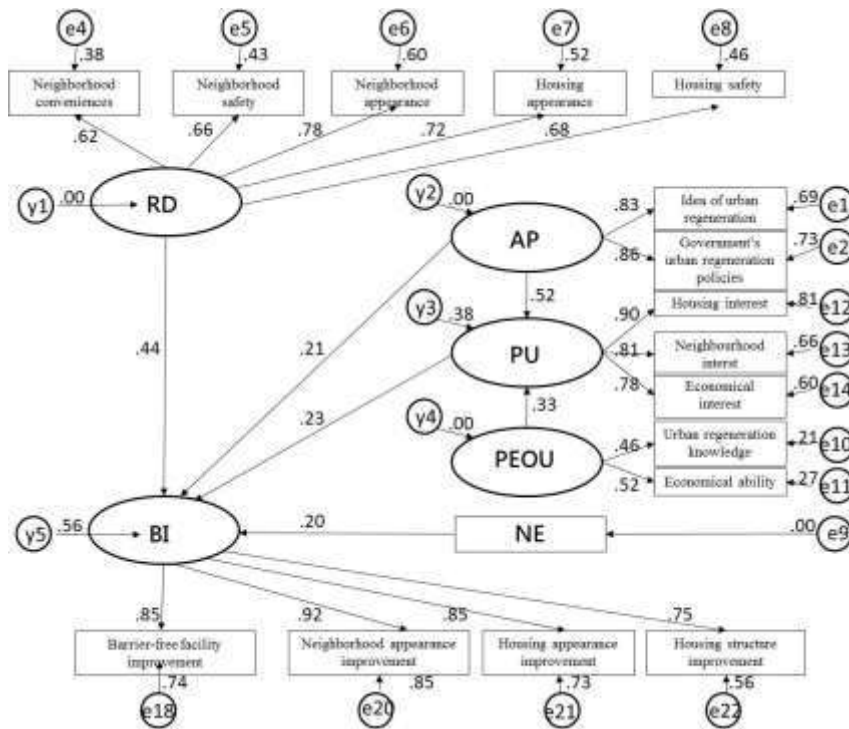 e4 e5 e6 e7 e8
.38 .43 .60 .52 .46
Neighborhood
conveniences
Neighborhood
safety
Neighborhood
appearance
Housing
appearance
Housing safety
.62 .66 .78 .72 .68
y1 .00 RD
y2 .00
AP
.83 Idea of urban
regeneration .69 e1
.86 Government's
urban regeneration
policies .73 e2
.52
y3 .38
PU
.90 Housing interest .81 e12
.81 Neighbourhood
interst .66 e13
.78 Economical
interest .60 e14
.44 .21 .23 .33
y4 .00
PEOU
.46 Urban regeneration
knowledge .21 e10
.52 Economical ability .27 e11
y5 .56 BI .20 NE .00 e9
.85 .92 .85 .75
Barrier-free facility
improvement
Neighborhood appearance
improvement
Housing appearance
improvement
Housing structure
improvement
.74 .85 .73 .56
e18 e20 e21 e22